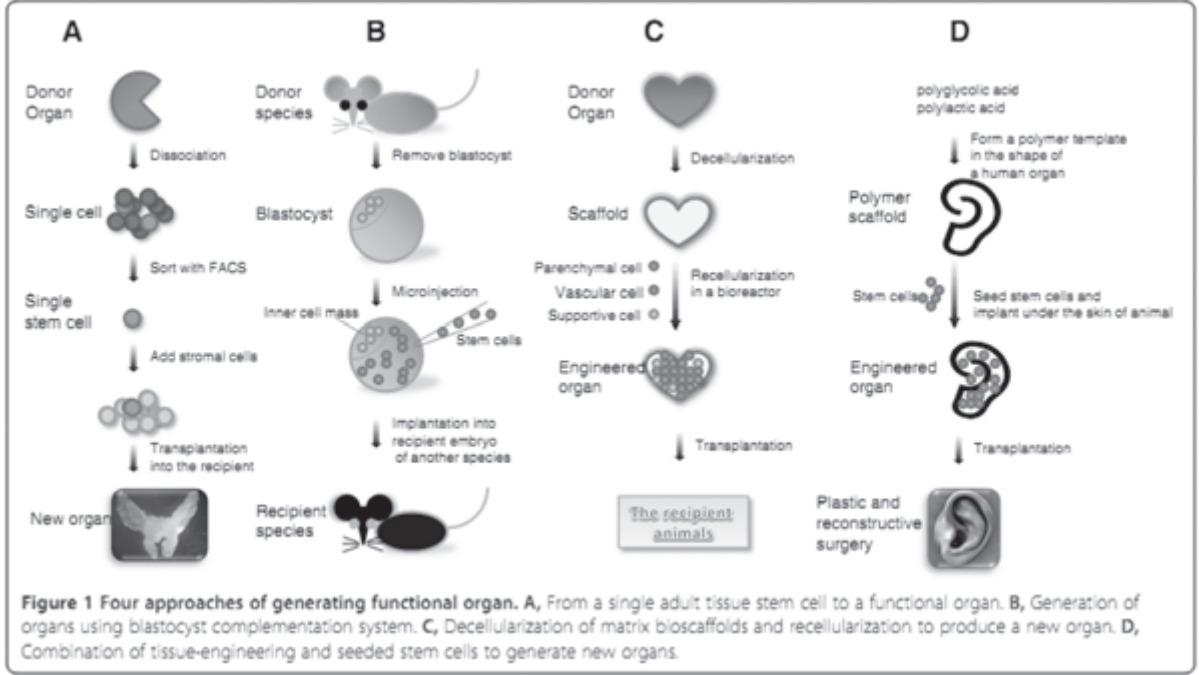 A
Donor
Organ
Dissociation
Single cell
Sort with FACS
Single
stem cell
Add stromal cells
Transplantation
into the recipient
New organ
B
Donor
species
Remove blastocyst
Blastocyst
Microinjection
Inner cell mass
Stem cells
Implantation into
recipient embryo
of another species
Recipient
species
C
Donor
Organ
Decellularization
Scaffold
Parenchymal cell
Vascular cell
Supportive cell
Recellularization
in a bioreactor
Engineered
organ
Transplantation
The recipient
animals
D
polyglycolic acid
polylactic acid
Form a polymer template
in the shape of
a human organ
Polymer
scaffold
Stem cells
Seed stem cells and
implant under the skin of animal
Engineered
organ
Transplantation
Plastic and
reconstructive
surgery
Figure 1 Four approaches of generating functional organ. A, From a single adult tissue stem cell to a functional organ. B, Generation of
organs using blastocyst complementation system. C, Decellularization of matrix bioscaffolds and recellularization to produce a new organ. D,
Combination of tissue-engineering and seeded stem cells to generate new organs.